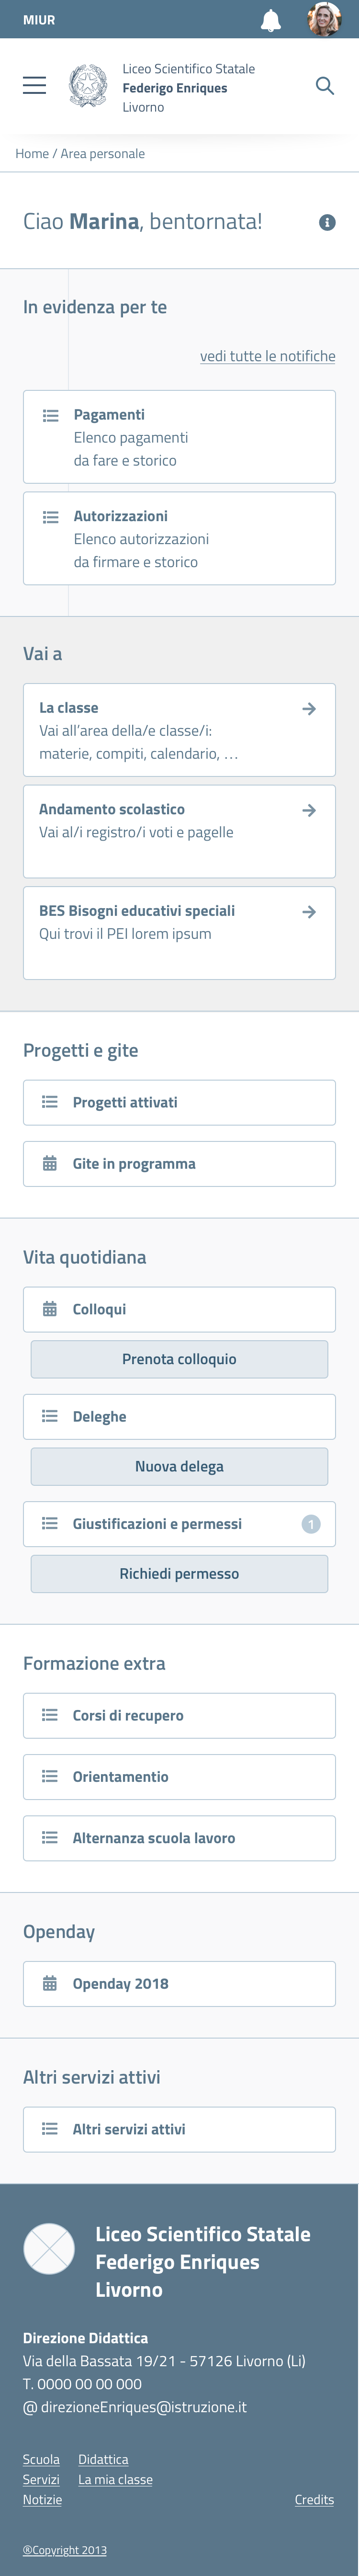 MIUR
Liceo Scientifico Statale
Federigo Enriques
Livorno
Home / Area personale
Ciao Marina, bentornata!
In evidenza per te
vedi tutte le notifiche
Pagamenti
Elenco pagamenti
da fare e storico
Autorizzazioni
Elenco autorizzazioni
da firmare e storico
Vai a
La classe
Vai all'area della/e classe/i:
materie, compiti, calendario, ...
Andamento scolastico
Vai al/i registro/i voti e pagelle
BES Bisogni educativi speciali
Qui trovi il PEI lorem ipsum
Progetti e gite
Progetti attivati
Gite in programma
Vita quotidiana
Colloqui
Prenota colloquio
Deleghe
Nuova delega
Giustificazioni e permessi 1
Richiedi permesso
Formazione extra
Corsi di recupero
Orientamentio
Alternanza scuola lavoro
Openday
Openday 2018
Altri servizi attivi
Altri servizi attivi
Liceo Scientifico Statale
Federigo Enriques
Livorno
Direzione Didattica
Via della Bassata 19/21 - 57126 Livorno (Li)
T. 0000 00 00 000
@ direzioneEnriques@istruzione.it
Scuola Didattica
Servizi La mia classe
Notizie Credits
®Copyright 2013